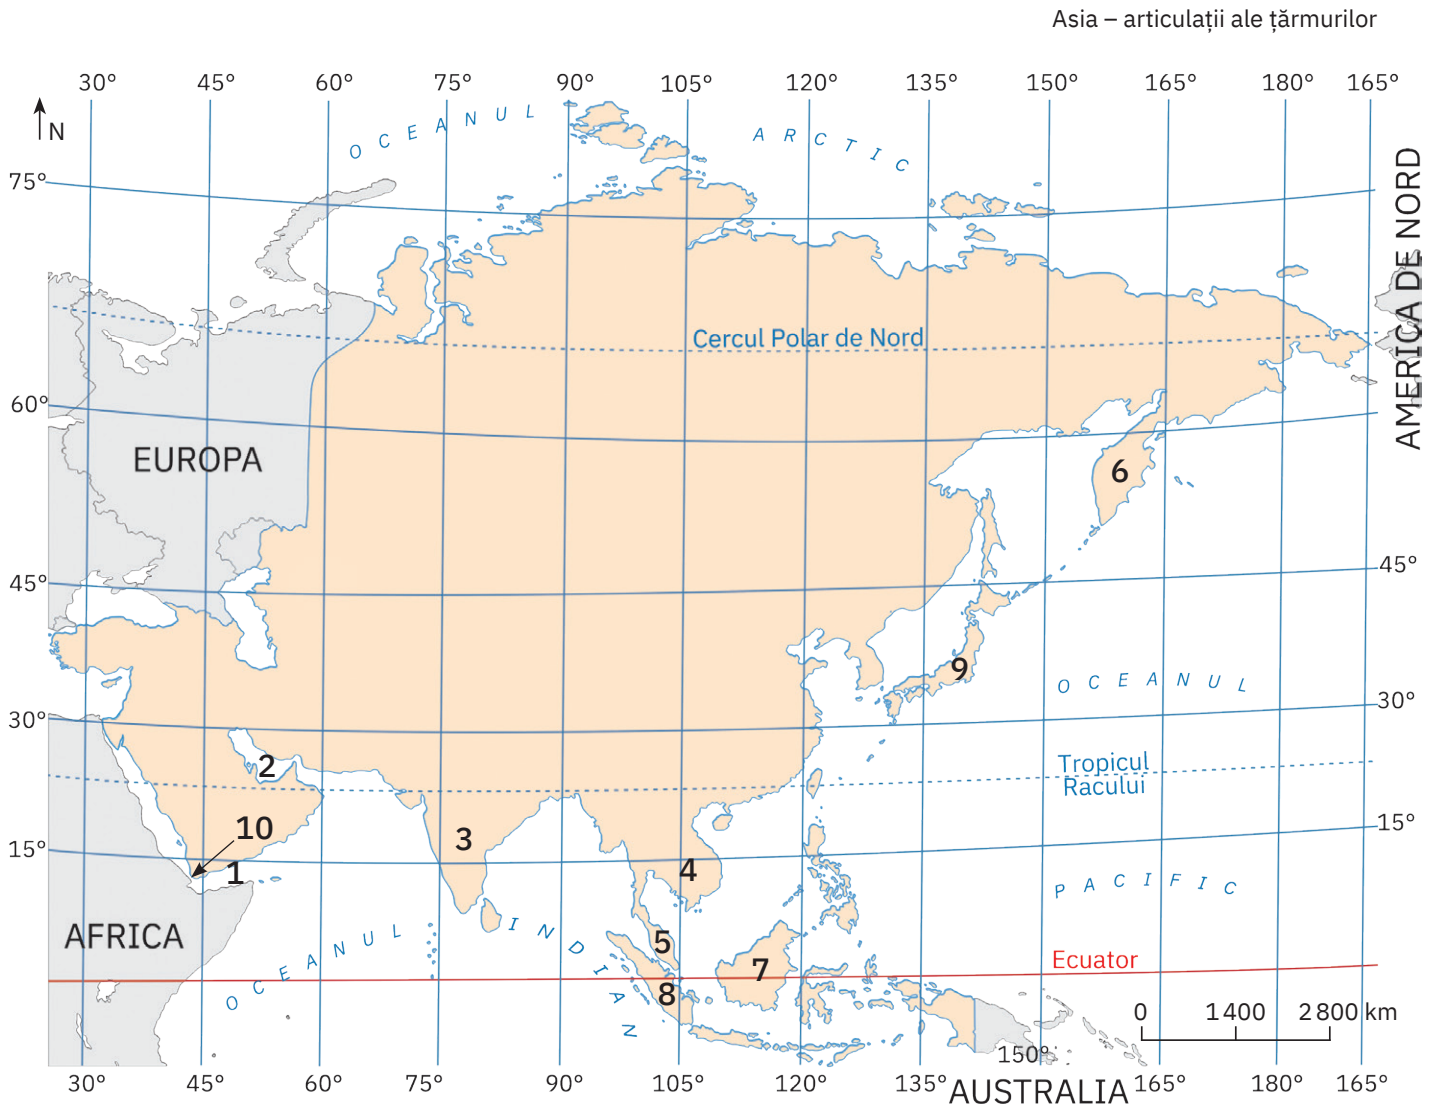 Asia – articulații ale țărmurilor
30° 45° 60° 75° 90° 105° 120° 135° 150° 165° 180° 165°
N
OCEANUL
ARCTIC
75°
AMERICA DE NORD
Cercul Polar de Nord
60°
EUROPA
6
45°
45°
9
OCEANUL
30°
30°
2
Tropicul
Racului
10
3
15°
15°
4
1
PACIFIC
AFRICA
OCEANUL
INDIAN
5
7
8
Ecuator
0 1400 2800 km
150°
30° 45° 60° 75° 90° 105° 120° 135° AUSTRALIA 165° 180° 165°